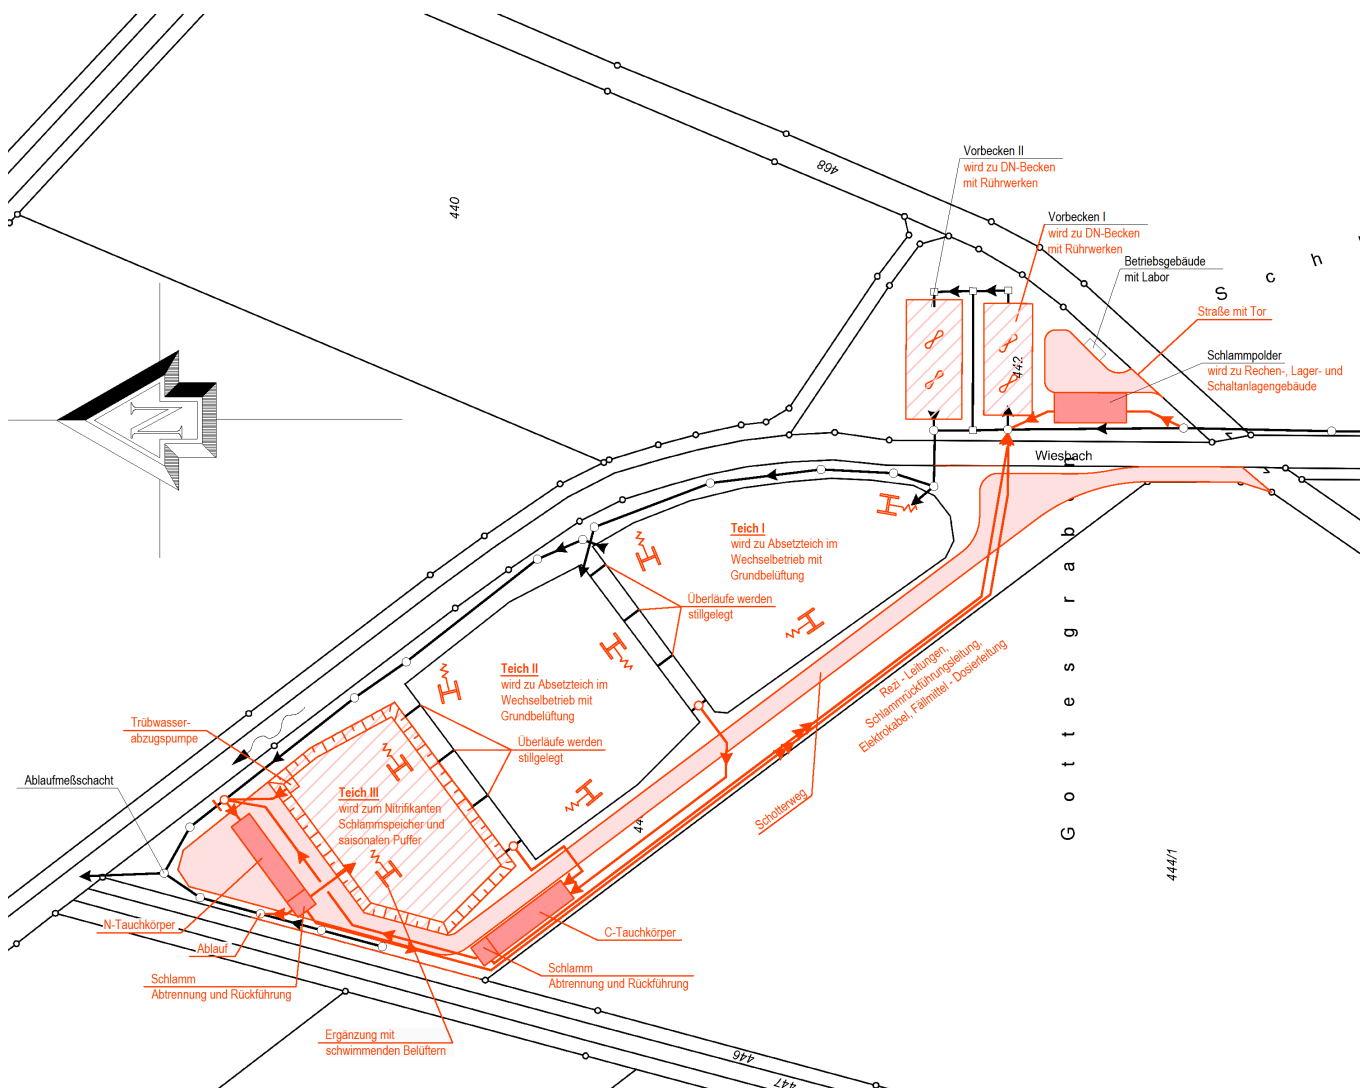 Vorbecken II
wird zu DN-Becken
mit Rührwerken
468
Vorbecken I
wird zu DN-Becken
mit Rührwerken
440
Betriebsgebäude
mit Labor
S c h
Straße mit Tor
Schlammpolder
wird zu Rechen-, Lager- und
Schaltanlagengebäude
442
N
Wiesbach
Teich I
wird zu Absetzteich im
Wechselbetrieb mit
Grundbelüftung
Überläufe werden
stillgelegt
Teich II
wird zu Absetzteich im
Wechselbetrieb mit
Grundbelüftung
Rezi - Leitungen,
Schlammrückführungsleitung,
Elektrokabel, Fällmittel - Dosierleitung
Gottesgraben
Trübwasser-
abzugspumpe
Überläufe werden
stillgelegt
Ablaufmeßschacht
Teich III
wird zum Nitrifikanten
Schlammspeicher und
saisonalen Puffer
Schotterweg
44
444/1
N-Tauchkörper
C-Tauchkörper
Ablauf
Schlamm
Abtrennung und Rückführung
Schlamm
Abtrennung und Rückführung
Ergänzung mit
schwimmenden Belüftern
446
447